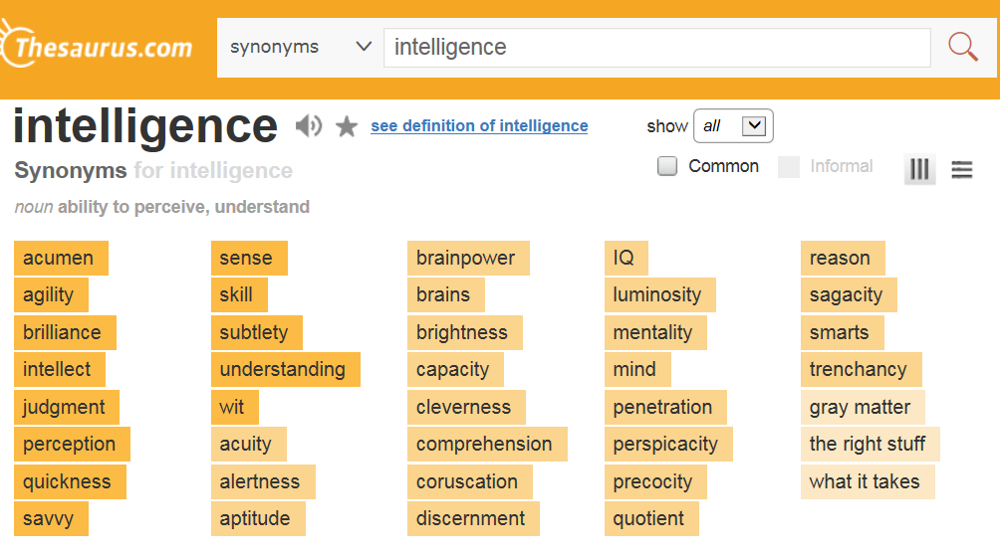 Thesaurus.com
synonyms
intelligence
intelligence
see definition of intelligence
show all
Synonyms for intelligence
Common
Informal
noun ability to perceive, understand
acumen
agility
brilliance
intellect
judgment
perception
quickness
savvy
sense
skill
subtlety
understanding
wit
acuity
alertness
aptitude
brainpower
brains
brightness
capacity
cleverness
comprehension
coruscation
discernment
IQ
luminosity
mentality
mind
penetration
perspicacity
precocity
quotient
reason
sagacity
smarts
trenchancy
gray matter
the right stuff
what it takes